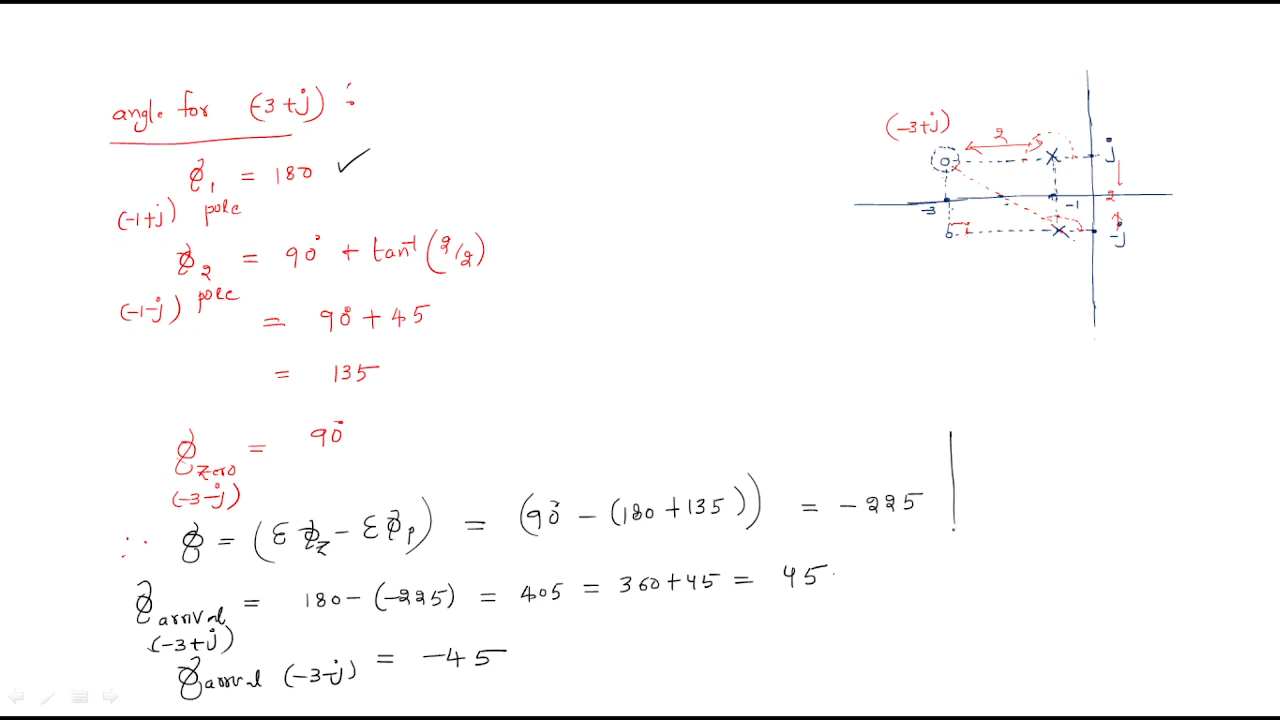 angle for (-3+j) :
Φ₁ = 180 ✓
(-1+j) pole
Φ₂ = 90° + tan⁻¹(2/2)
(-1-j) pole
= 90° + 45
= 135
Φzero = 90°
(-3-j)
∴ Φ = (ΣΦz - ΣΦp) = (90° - (180+135)) = -225
Φarrival = 180 - (-225) = 405 = 360+45 = 45
(-3+j)
Φarrival (-3-j) = -45
(-3+j)
2
j
-3
-1
2
-j